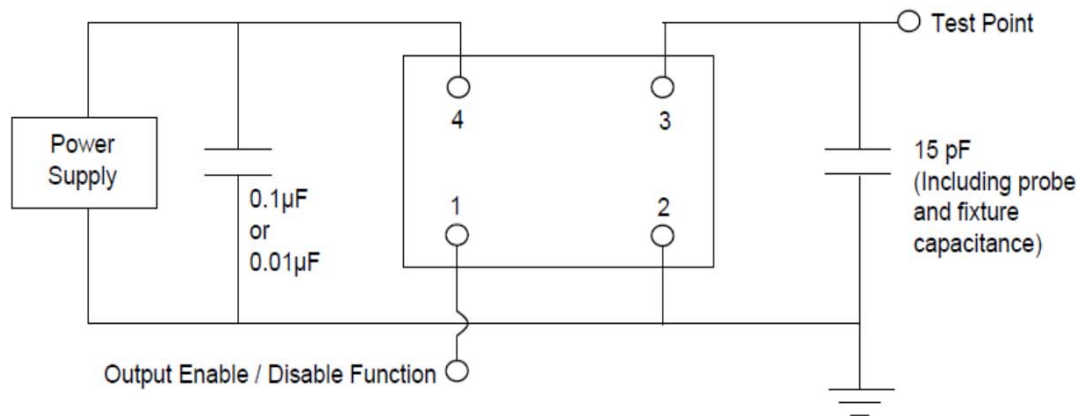 Test Point
4
3
Power
Supply
0.1µF
or
0.01µF
1
2
15 pF
(Including probe
and fixture
capacitance)
Output Enable / Disable Function